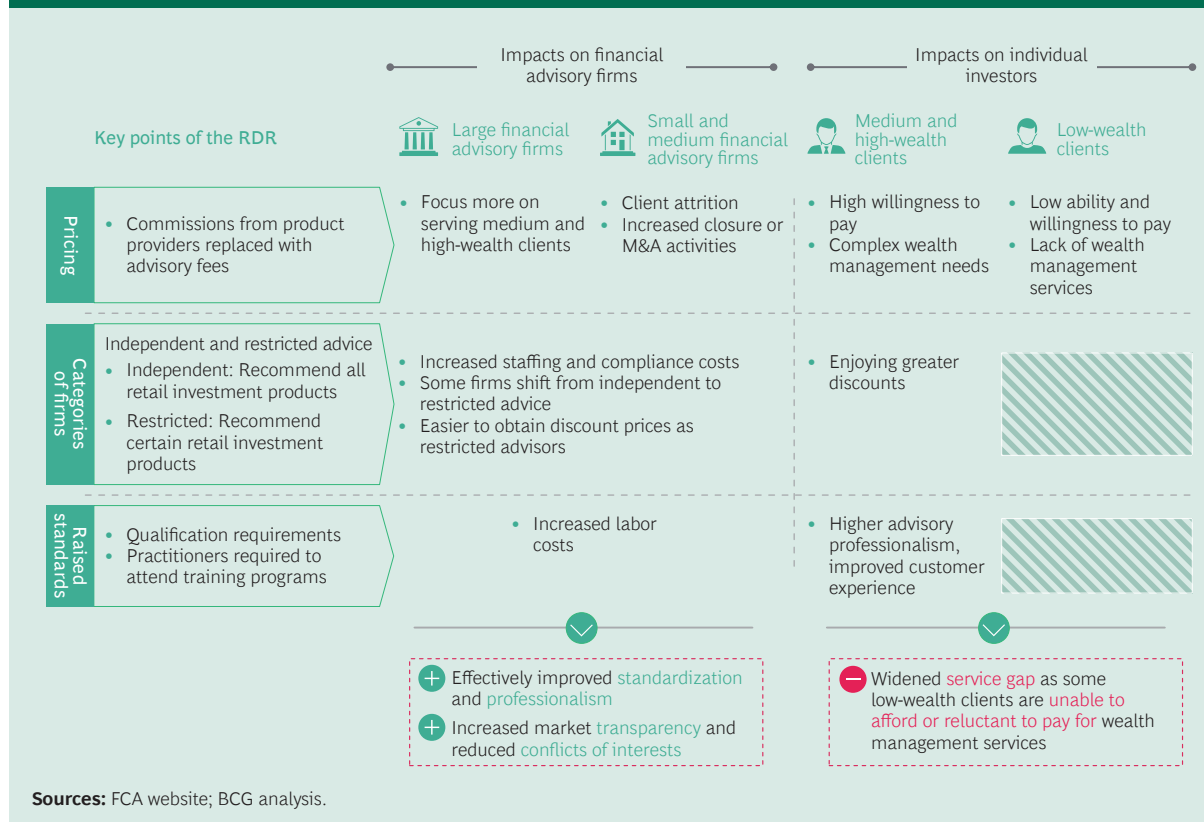 Impacts on financial
advisory firms
Impacts on individual
investors
Key points of the RDR
Large financial
advisory firms
Small and
medium financial
advisory firms
Medium and
high-wealth
clients
Low-wealth
clients
Pricing
• Commissions from product
providers replaced with
advisory fees
• Focus more on
serving medium and
high-wealth clients
• Client attrition
• Increased closure or
M&A activities
• High willingness to
pay
• Complex wealth
management needs
• Low ability and
willingness to pay
• Lack of wealth
management
services
Categories
of firms
Independent and restricted advice
• Independent: Recommend all
retail investment products
• Restricted: Recommend
certain retail investment
products
• Increased staffing and compliance costs
• Some firms shift from independent to
restricted advice
• Easier to obtain discount prices as
restricted advisors
• Enjoying greater
discounts
Raised
standards
• Qualification requirements
• Practitioners required to
attend training programs
• Increased labor
costs
• Higher advisory
professionalism,
improved customer
experience
Effectively improved standardization
and professionalism
Increased market transparency and
reduced conflicts of interests
Widened service gap as some
low-wealth clients are unable to
afford or reluctant to pay for wealth
management services
Sources: FCA website; BCG analysis.